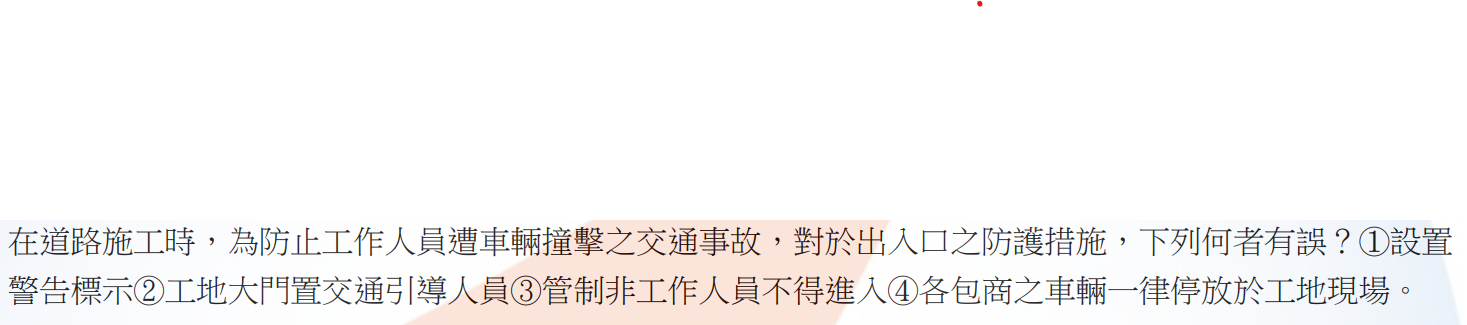 在道路施工時，為防止工作人員遭車輛撞擊之交通事故，對於出入口之防護措施，下列何者有誤？①設置
警告標示②工地大門置交通引導人員③管制非工作人員不得進入④各包商之車輛一律停放於工地現場。